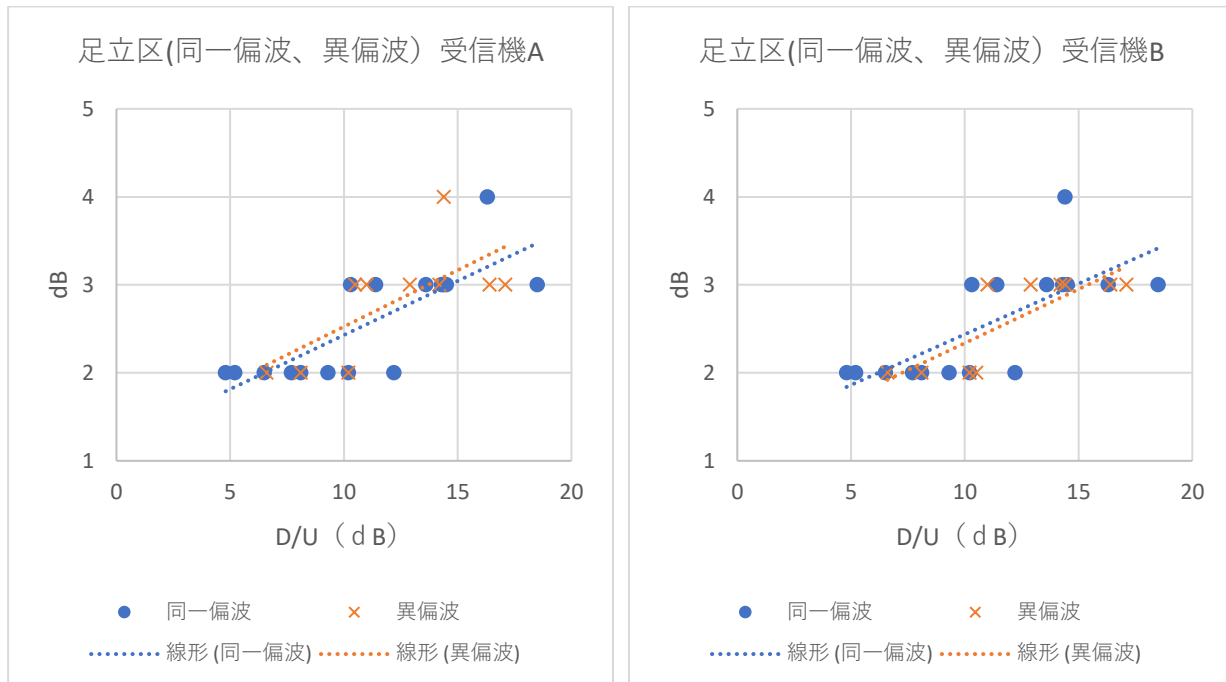 足立区(同一偏波、異偏波）受信機A
5
4
3
2
1
dB
0 5 10 15 20
D/U（ｄB）
同一偏波 異偏波
線形 (同一偏波) 線形 (異偏波)
足立区(同一偏波、異偏波）受信機B
5
4
3
2
1
dB
0 5 10 15 20
D/U（ｄB）
同一偏波 異偏波
線形 (同一偏波) 線形 (異偏波)